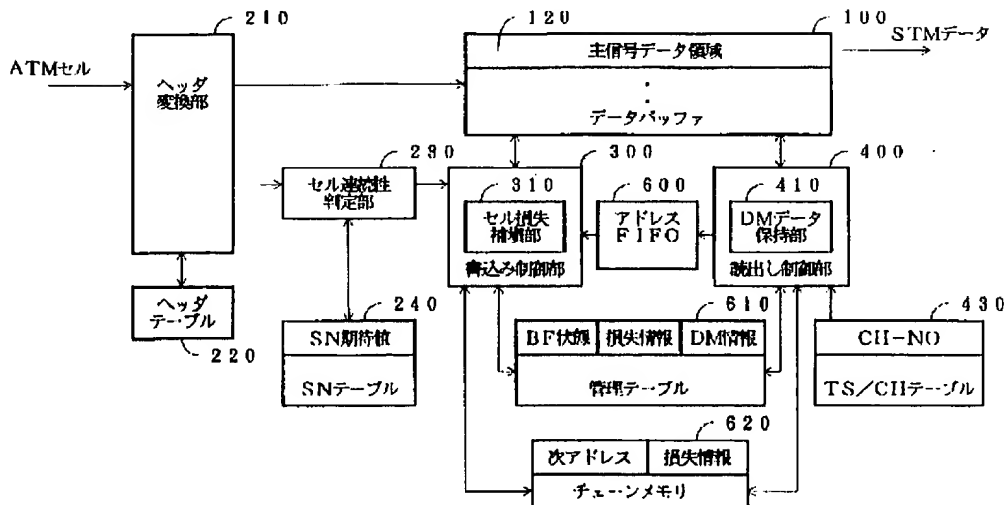 210
120
100
STMデータ
主信号データ領域
ATMセル
ヘッダ
変換部
・
・
データバッファ
230
300
400
セル連続性
判定部
310
600
410
セル損失
補填部
アドレス
FIFO
DMデータ
保持部
書込み制御部
読出し制御部
ヘッダ
テーブル
220
240
610
430
SN期待値
BF状態
損失情報
DM情報
CH-NO
SNテーブル
管理テーブル
TS/CHテーブル
620
次アドレス
損失情報
チェーンメモリ